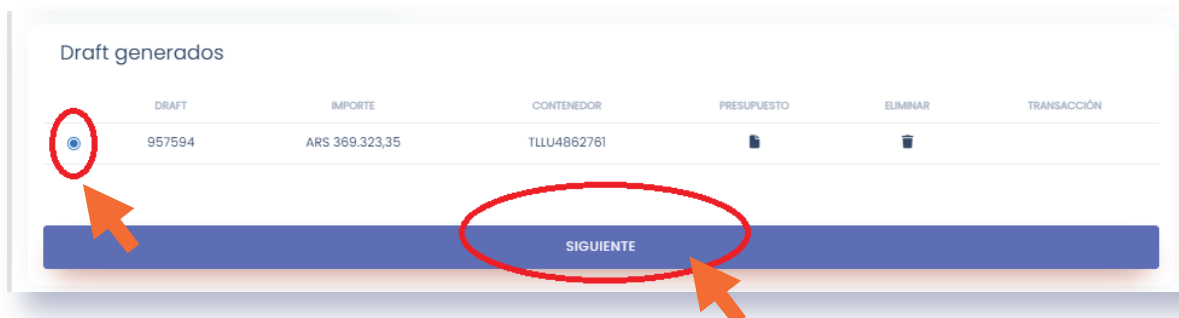 Draft generados
DRAFT IMPORTE CONTENEDOR PRESUPUESTO ELIMINAR TRANSACCIÓN
957594 ARS 369.323,35 TLLU4862761
SIGUIENTE